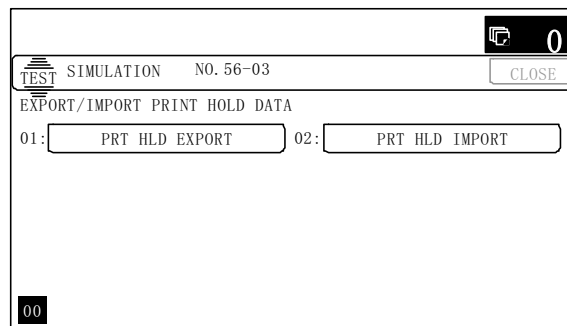 0
TEST SIMULATION NO. 56-03 CLOSE
EXPORT/IMPORT PRINT HOLD DATA
01: PRT HLD EXPORT 02: PRT HLD IMPORT
00